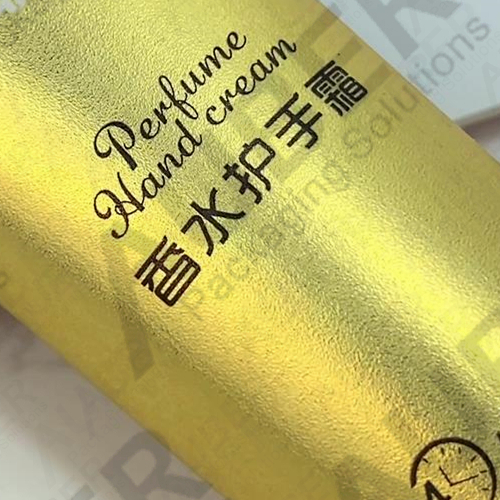 Perfume
Hand cream
香水护手霜
Packaging Solutions